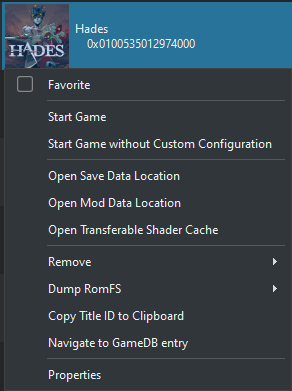 HADES
Hades
0x0100535012974000
Favorite
Start Game
Start Game without Custom Configuration
Open Save Data Location
Open Mod Data Location
Open Transferable Shader Cache
Remove
Dump RomFS
Copy Title ID to Clipboard
Navigate to GameDB entry
Properties